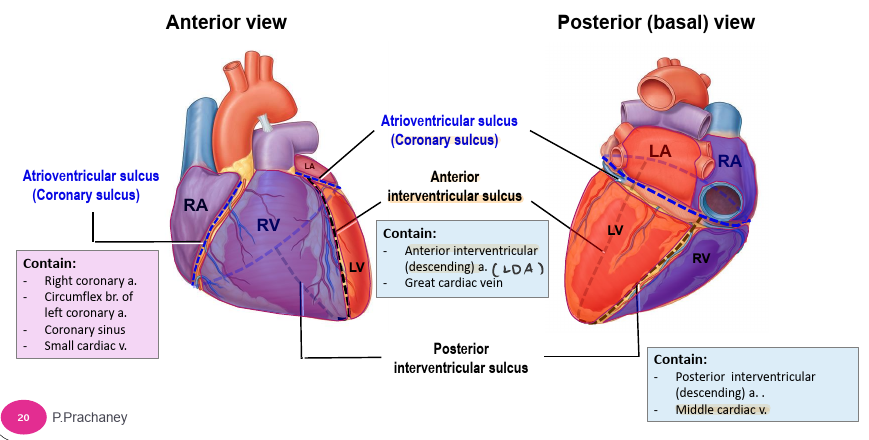 Anterior view
Posterior (basal) view
Atrioventricular sulcus
(Coronary sulcus)
Atrioventricular sulcus
(Coronary sulcus)
Anterior
interventricular sulcus
RA
RV
LA
LV
LA
RA
LV
RV
Contain:
- Right coronary a.
- Circumflex br. of
left coronary a.
- Coronary sinus
- Small cardiac v.
Contain:
- Anterior interventricular
(descending) a. (LDA)
- Great cardiac vein
Posterior
interventricular sulcus
Contain:
- Posterior interventricular
(descending) a. .
- Middle cardiac v.
20 P.Prachaney